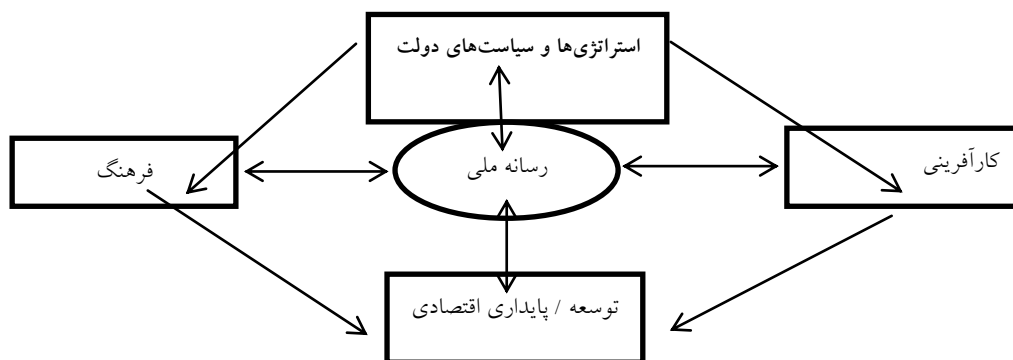 استراتژی‌ها و سیاست‌های دولت
کارآفرینی
رسانه ملی
فرهنگ
توسعه / پایداری اقتصادی